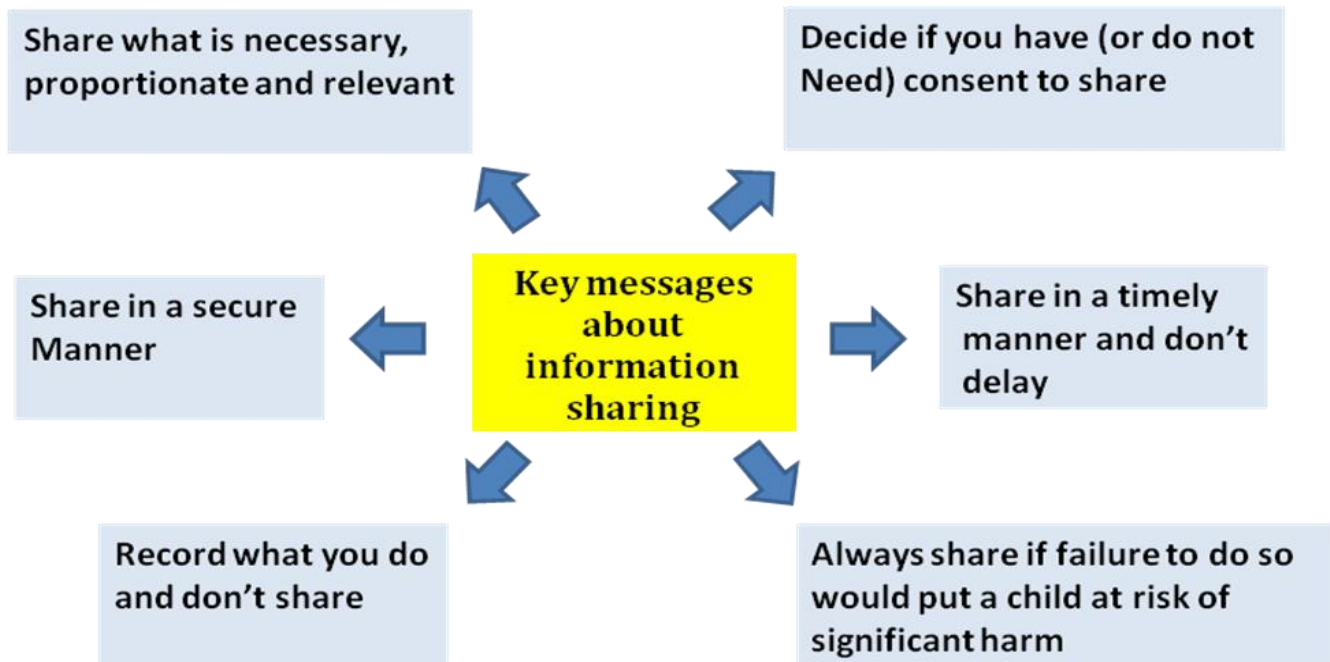 Share what is necessary,
proportionate and relevant
Decide if you have (or do not
Need) consent to share
Share in a secure
Manner
Key messages
about
information
sharing
Share in a timely
manner and don’t
delay
Record what you do
and don’t share
Always share if failure to do so
would put a child at risk of
significant harm